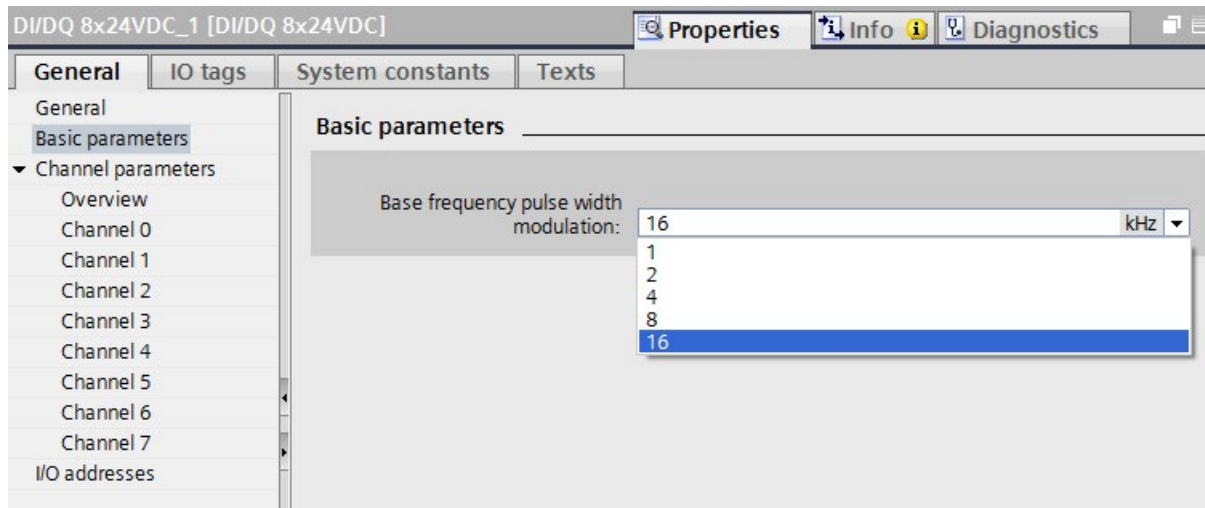 DI/DQ 8x24VDC_1 [DI/DQ 8x24VDC]
Properties
Info
Diagnostics
General
IO tags
System constants
Texts
General
Basic parameters
Channel parameters
Overview
Channel 0
Channel 1
Channel 2
Channel 3
Channel 4
Channel 5
Channel 6
Channel 7
I/O addresses
Basic parameters
Base frequency pulse width
modulation:
16 kHz
1
2
4
8
16